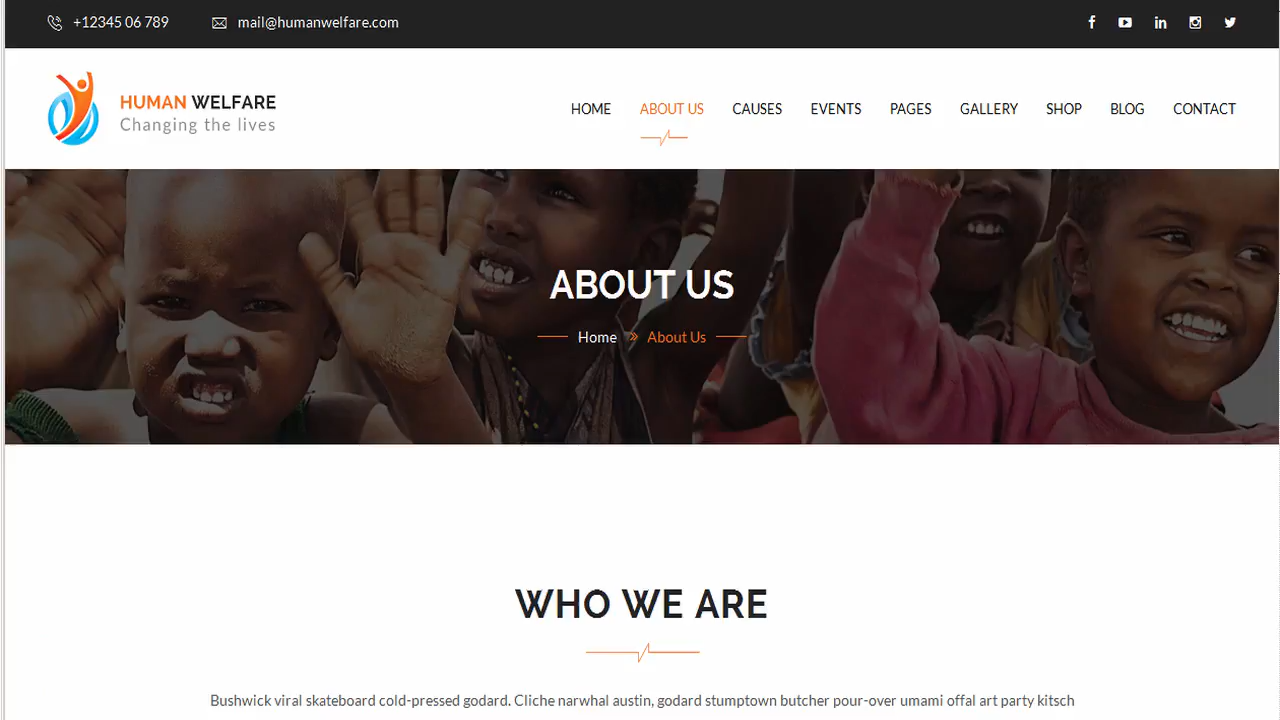 +12345 06 789 mail@humanwelfare.com
HUMAN WELFARE
Changing the lives
HOME ABOUT US CAUSES EVENTS PAGES GALLERY SHOP BLOG CONTACT
ABOUT US
Home » About Us
WHO WE ARE
Bushwick viral skateboard cold-pressed godard. Cliche narwhal austin, godard stumptown butcher pour-over umami offal art party kitsch